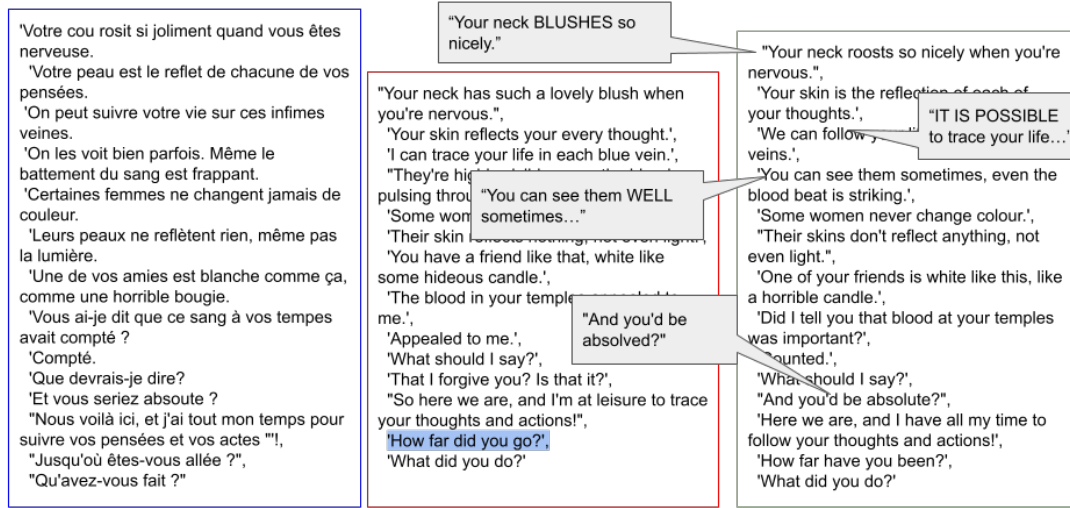 'Votre cou rosit si joliment quand vous êtes
nerveuse.
'Votre peau est le reflet de chacune de vos
pensées.
'On peut suivre votre vie sur ces infimes
veines.
'On les voit bien parfois. Même le
battement du sang est frappant.
'Certaines femmes ne changent jamais de
couleur.
'Leurs peaux ne reflètent rien, même pas
la lumière.
'Une de vos amies est blanche comme ça,
comme une horrible bougie.
'Vous ai-je dit que ce sang à vos tempes
avait compté ?
'Compté.
'Que devrais-je dire?
'Et vous seriez absoute ?
"Nous voilà ici, et j'ai tout mon temps pour
suivre vos pensées et vos actes "'!,
"Jusqu'où êtes-vous allée ?",
"Qu'avez-vous fait ?"
"Your neck has such a lovely blush when
you're nervous.",
'Your skin reflects your every thought.',
'I can trace your life in each blue vein.',
"They're
pulsing
'Some
'Their skin
'You have a friend like that, white like
some hideous candle.',
'The blood in your temples appealed to
me.',
'Appealed to me.',
'What should I say?',
'That I forgive you? Is that it?',
"So here we are, and I'm at leisure to trace
your thoughts and actions!",
'How far did you go?',
'What did you do?'
"Your neck BLUSHES so
nicely."
"You can see them WELL
sometimes…"
"And you'd be
absolved?"
"Your neck roosts so nicely when you're
nervous.",
'Your skin is the reflection of each of
your thoughts.',
'We can follow
veins.',
'You can see them sometimes, even the
blood beat is striking.',
'Some women never change colour.',
"Their skins don't reflect anything, not
even light.",
'One of your friends is white like this, like
a horrible candle.',
'Did I tell you that blood at your temples
was important?',
'Counted.',
'What should I say?',
"And you'd be absolute?",
'Here we are, and I have all my time to
follow your thoughts and actions!',
'How far have you been?',
'What did you do?'
"IT IS POSSIBLE
to trace your life…"